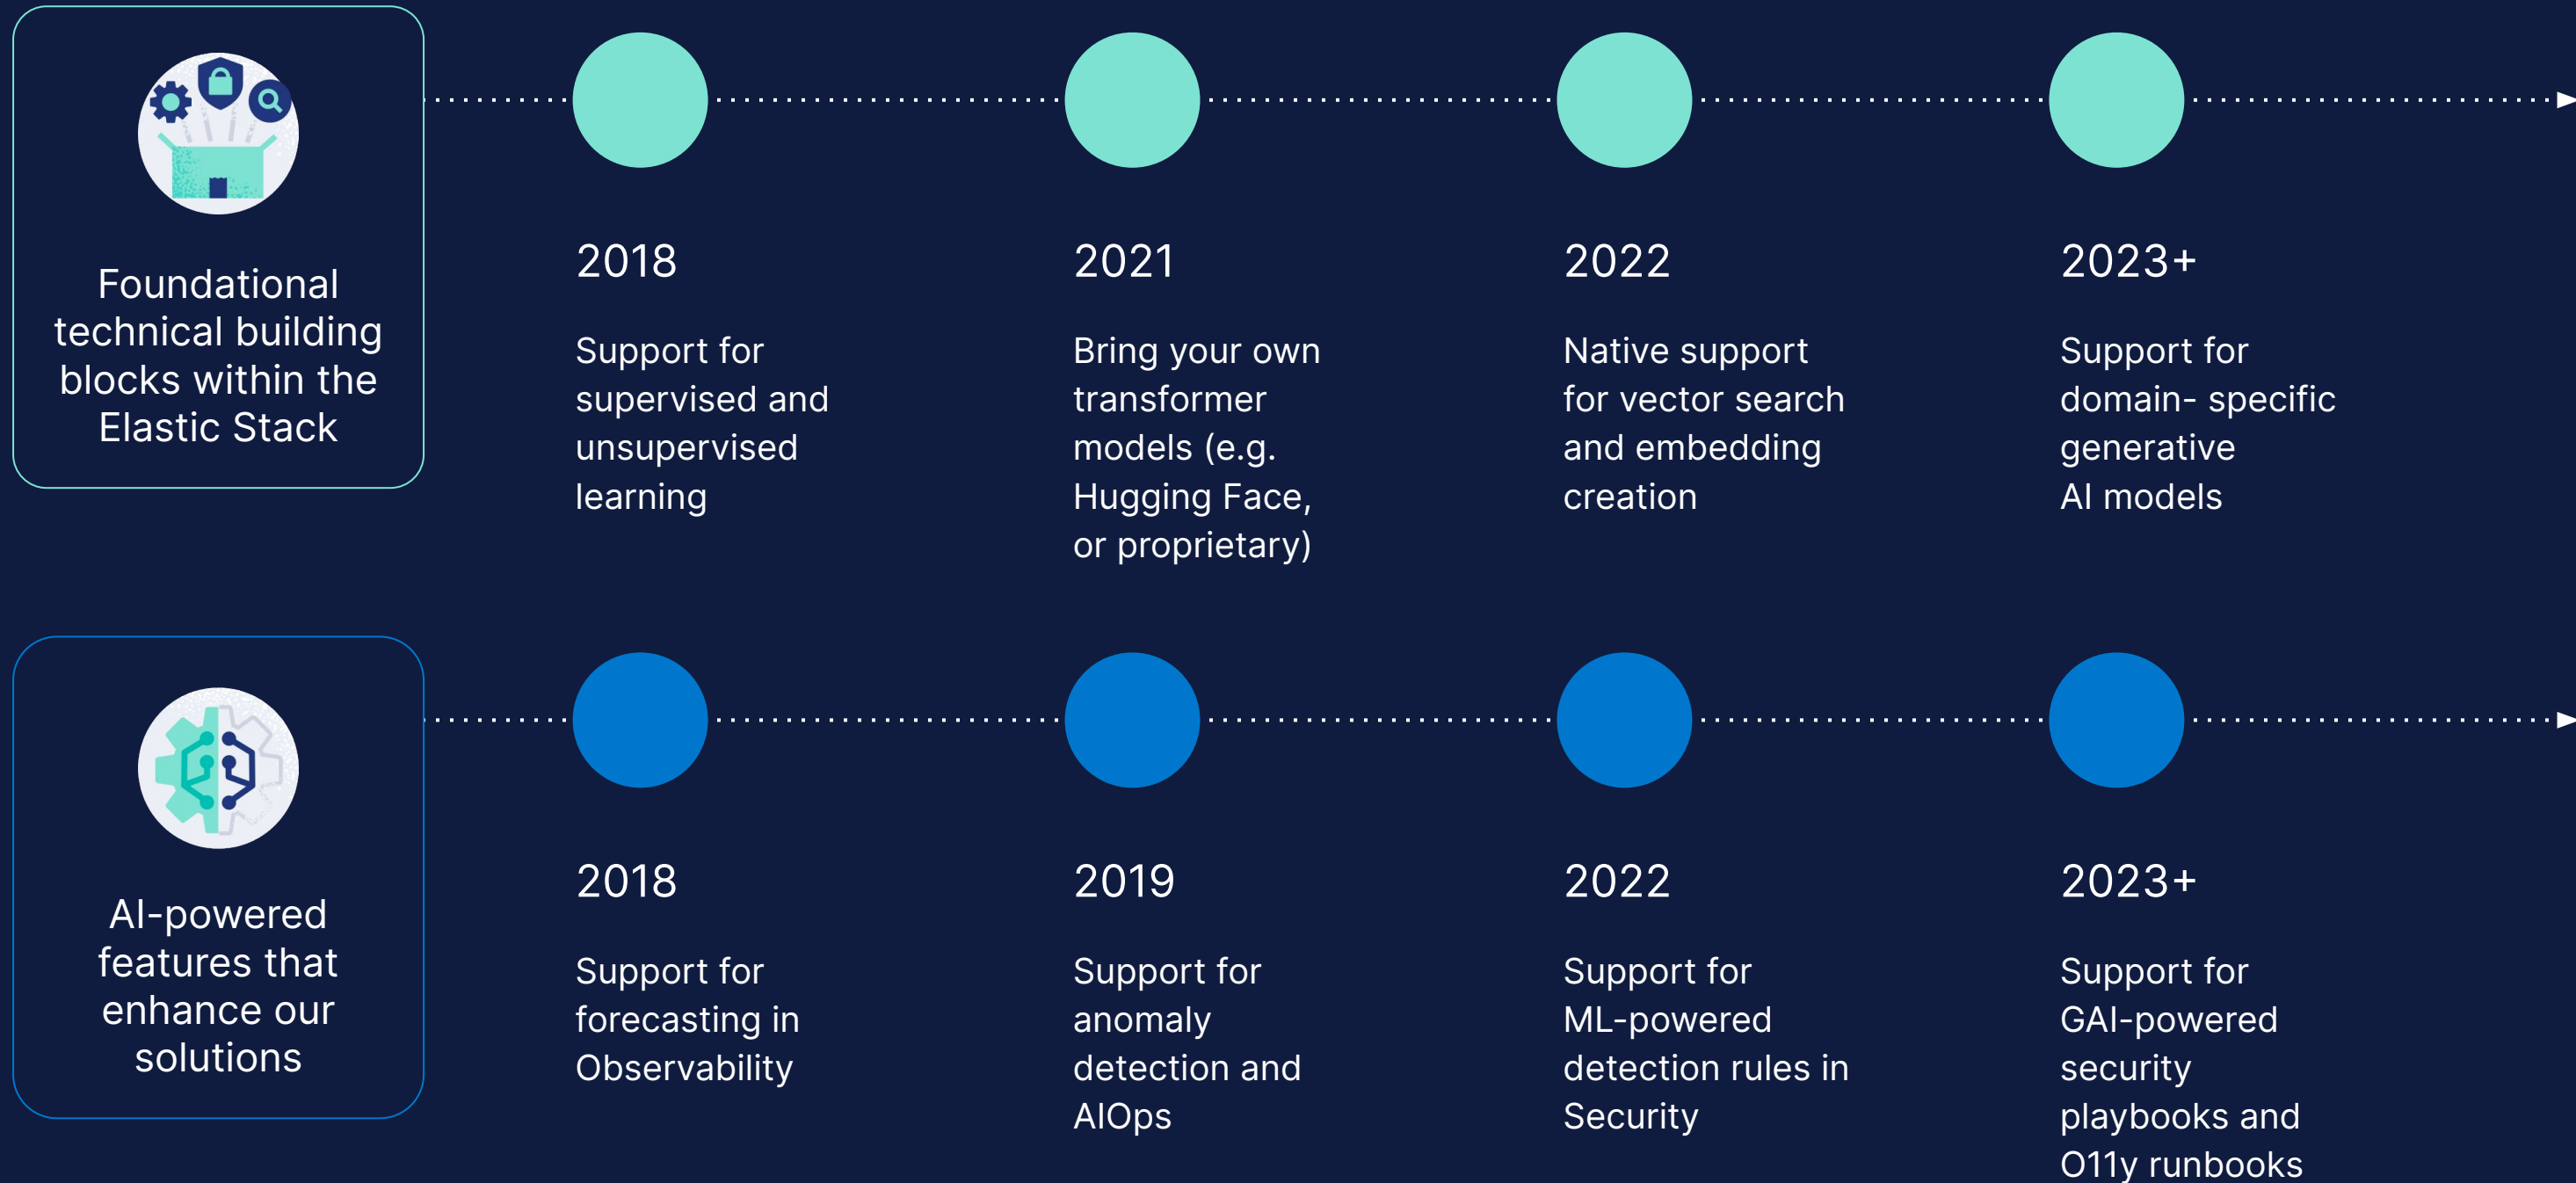 Foundational
technical building
blocks within the
Elastic Stack
2018
Support for
supervised and
unsupervised
learning
2021
Bring your own
transformer
models (e.g.
Hugging Face,
or proprietary)
2022
Native support
for vector search
and embedding
creation
2023+
Support for
domain- specific
generative
AI models
AI-powered
features that
enhance our
solutions
2018
Support for
forecasting in
Observability
2019
Support for
anomaly
detection and
AIOps
2022
Support for
ML-powered
detection rules in
Security
2023+
Support for
GAI-powered
security
playbooks and
O11y runbooks